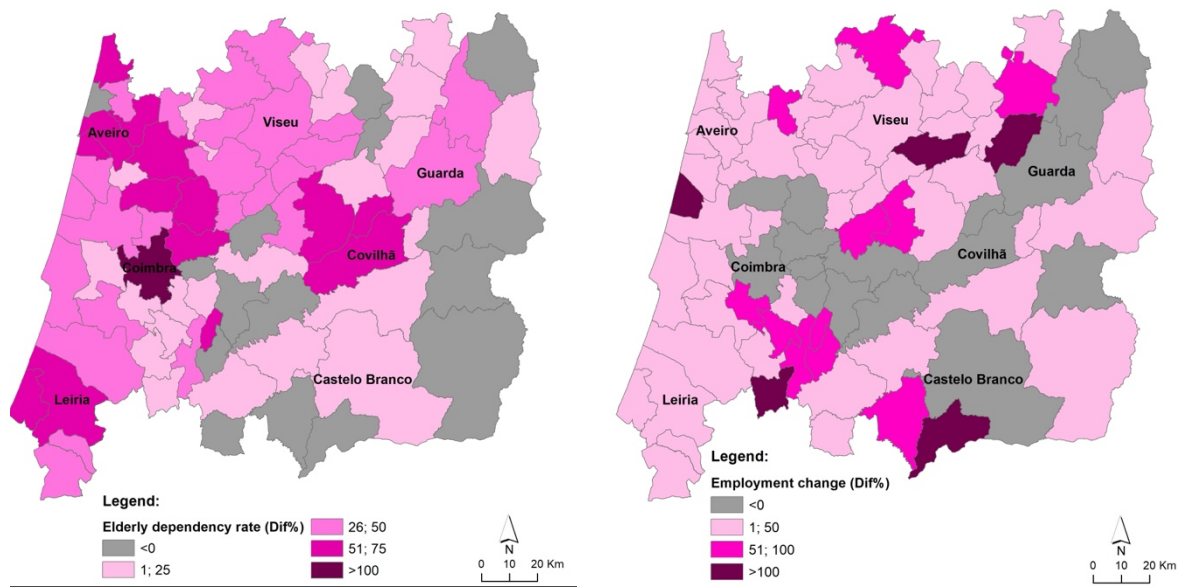 Aveiro
Viseu
Guarda
Coimbra
Covilhã
Castelo Branco
Leiria
Legend:
Elderly dependency rate (Dif%)
<0
1; 25
26; 50
51; 75
>100
N
0 10 20 Km
Aveiro
Viseu
Guarda
Coimbra
Covilhã
Castelo Branco
Leiria
Legend:
Employment change (Dif%)
<0
1; 50
51; 100
>100
N
0 10 20 Km